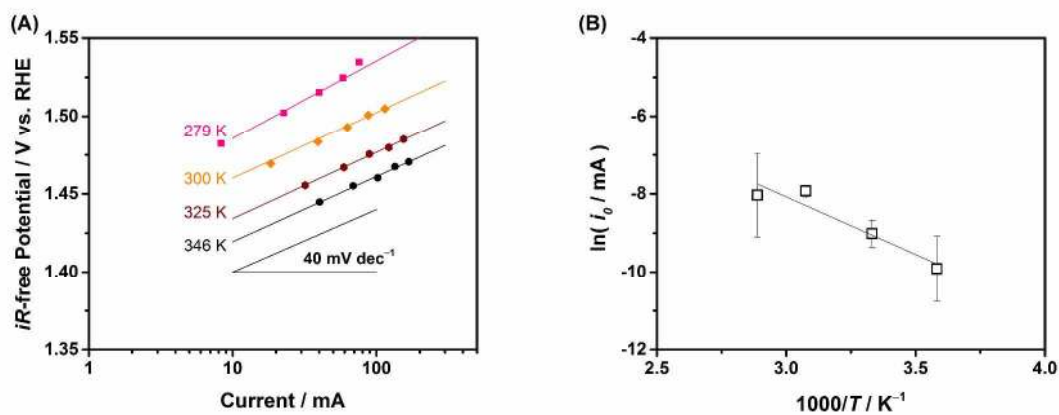 (A)
1.55
1.50
1.45
1.40
1.35
iR-free Potential / V vs. RHE
279 K
300 K
325 K
346 K
40 mV dec⁻¹
1
10
100
Current / mA
(B)
-4
-6
-8
-10
-12
ln( i₀ / mA)
2.5
3.0
3.5
4.0
1000/T / K⁻¹